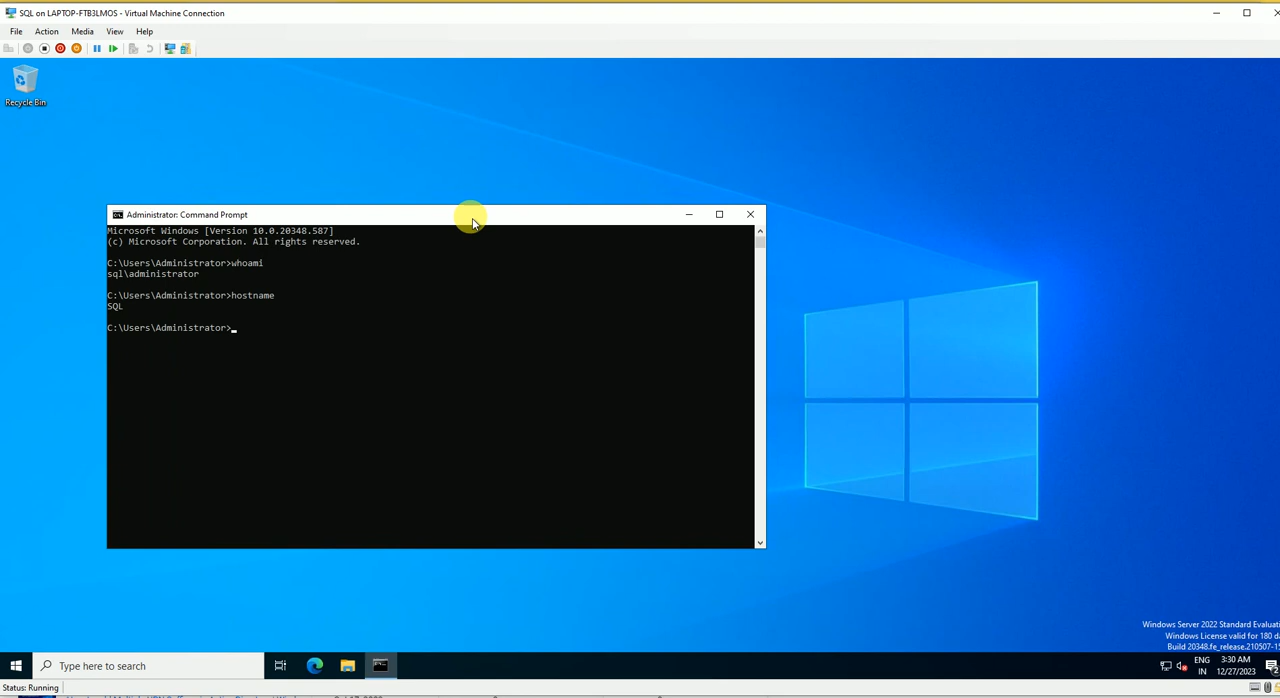 SQL on LAPTOP-FTB3LMOS - Virtual Machine Connection
File Action Media View Help
Recycle Bin
Administrator: Command Prompt
Microsoft Windows [Version 10.0.20348.587]
(c) Microsoft Corporation. All rights reserved.
C:\Users\Administrator>whoami
sql\administrator
C:\Users\Administrator>hostname
SQL
C:\Users\Administrator>
Windows Server 2022 Standard Evaluati
Windows License valid for 180 da
Build 20348.fe_release.210507-15
Type here to search
ENG
IN
3:30 AM
12/27/2023
2
Status: Running